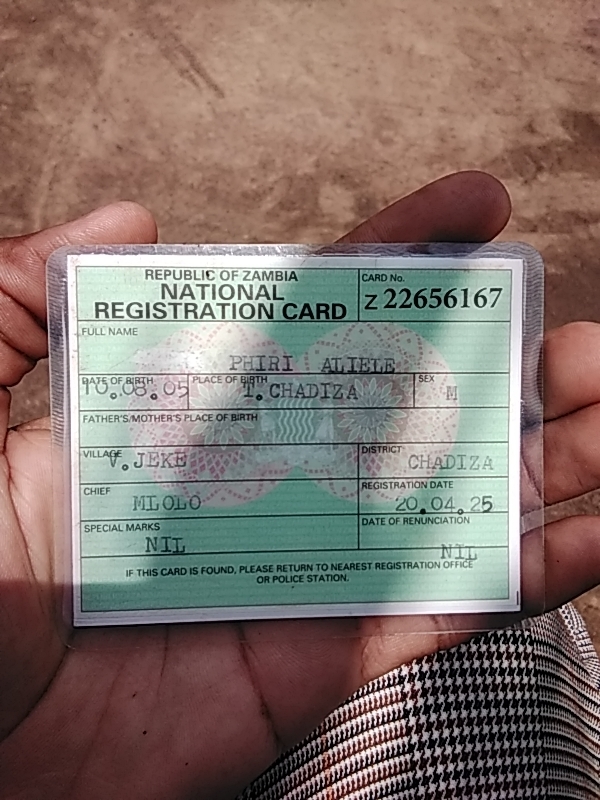 REPUBLIC OF ZAMBIA
NATIONAL
REGISTRATION CARD
CARD No.
Z 22656167
FULL NAME
PHIRI ALIELE
DATE OF BIRTH PLACE OF BIRTH SEX
10.08.05 T.CHADIZA M
FATHER'S/MOTHER'S PLACE OF BIRTH
VILLAGE DISTRICT
V.JEKE CHADIZA
CHIEF REGISTRATION DATE
MLOLO 20.04.25
SPECIAL MARKS DATE OF RENUNCIATION
NIL NIL
IF THIS CARD IS FOUND, PLEASE RETURN TO NEAREST REGISTRATION OFFICE
OR POLICE STATION.